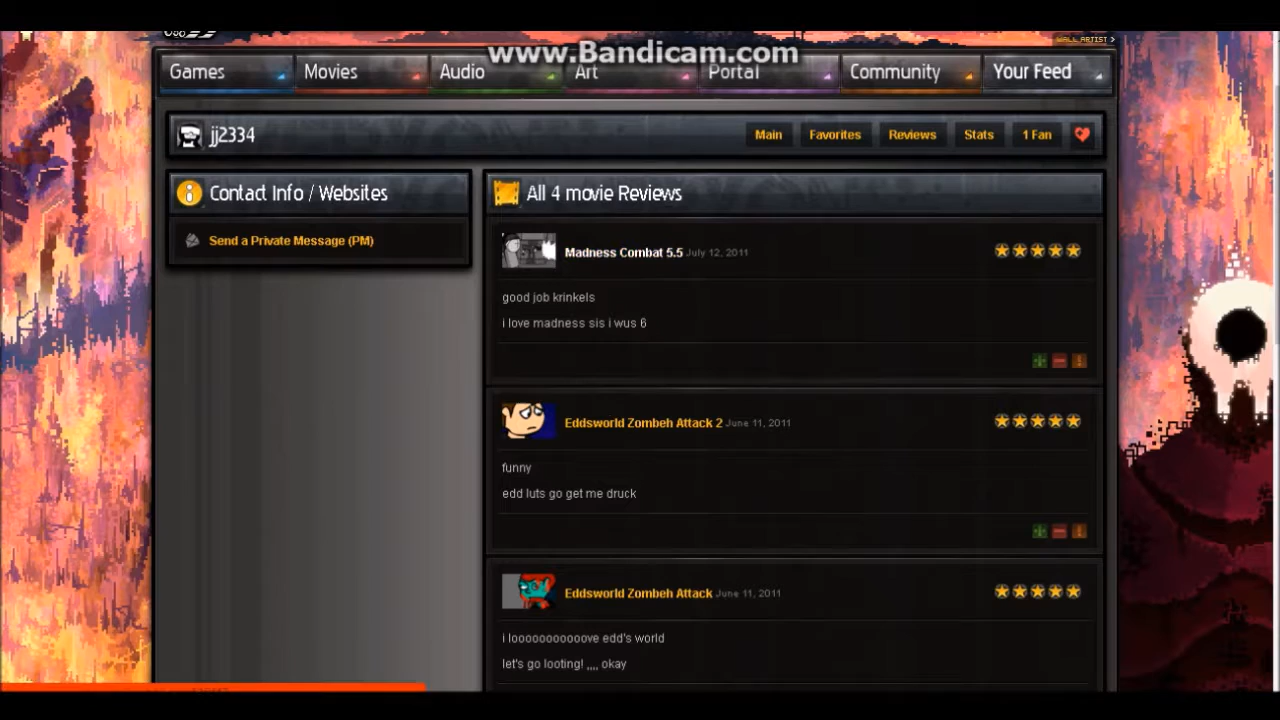 WALL ARTIST >
www.Bandicam.com
Games Movies Audio Art Portal Community Your Feed
jj2334 Main Favorites Reviews Stats 1 Fan
Contact Info / Websites
Send a Private Message (PM)
All 4 movie Reviews
Madness Combat 5.5 July 12, 2011
good job krinkels
i love madness sis i wus 6
Eddsworld Zombeh Attack 2 June 11, 2011
funny
edd luts go get me druck
Eddsworld Zombeh Attack June 11, 2011
i looooooooooove edd's world
let's go looting! ,,,, okay